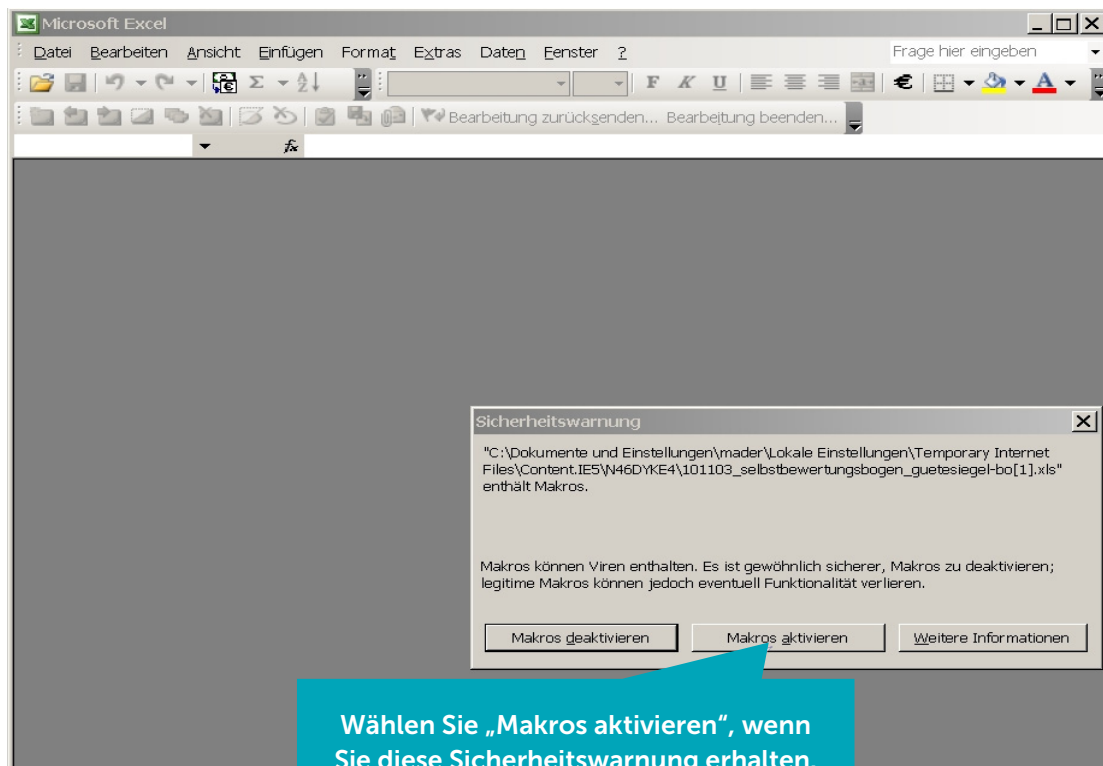 Microsoft Excel
Datei Bearbeiten Ansicht Einfügen Format Extras Daten Fenster ? Frage hier eingeben
Σ F K U € A
Bearbeitung zurücksenden... Bearbeitung beenden...
fx
Sicherheitswarnung
"C:\Dokumente und Einstellungen\mader\Lokale Einstellungen\Temporary Internet
Files\Content.IE5\N46DYKE4\101103_selbstbewertungsbogen_guetesiegel-bo[1].xls"
enthält Makros.
Makros können Viren enthalten. Es ist gewöhnlich sicherer, Makros zu deaktivieren;
legitime Makros können jedoch eventuell Funktionalität verlieren.
Makros deaktivieren Makros aktivieren Weitere Informationen
Wählen Sie „Makros aktivieren“, wenn
Sie diese Sicherheitswarnung erhalten.